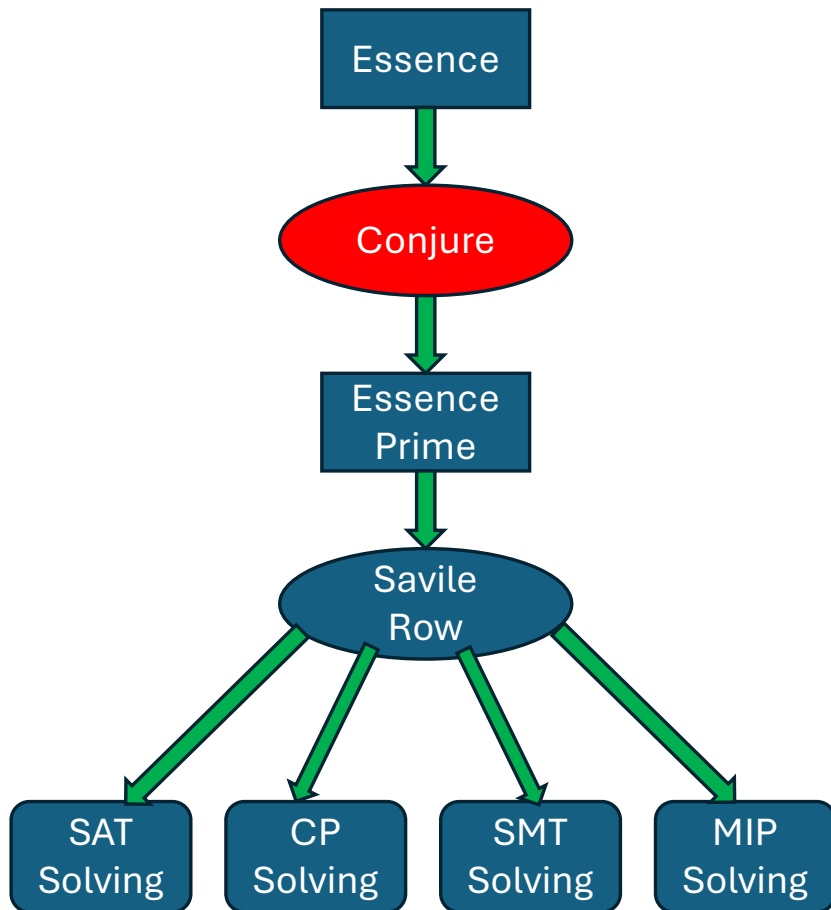 Essence
Conjure
Essence
Prime
Savile
Row
SAT
Solving
CP
Solving
SMT
Solving
MIP
Solving